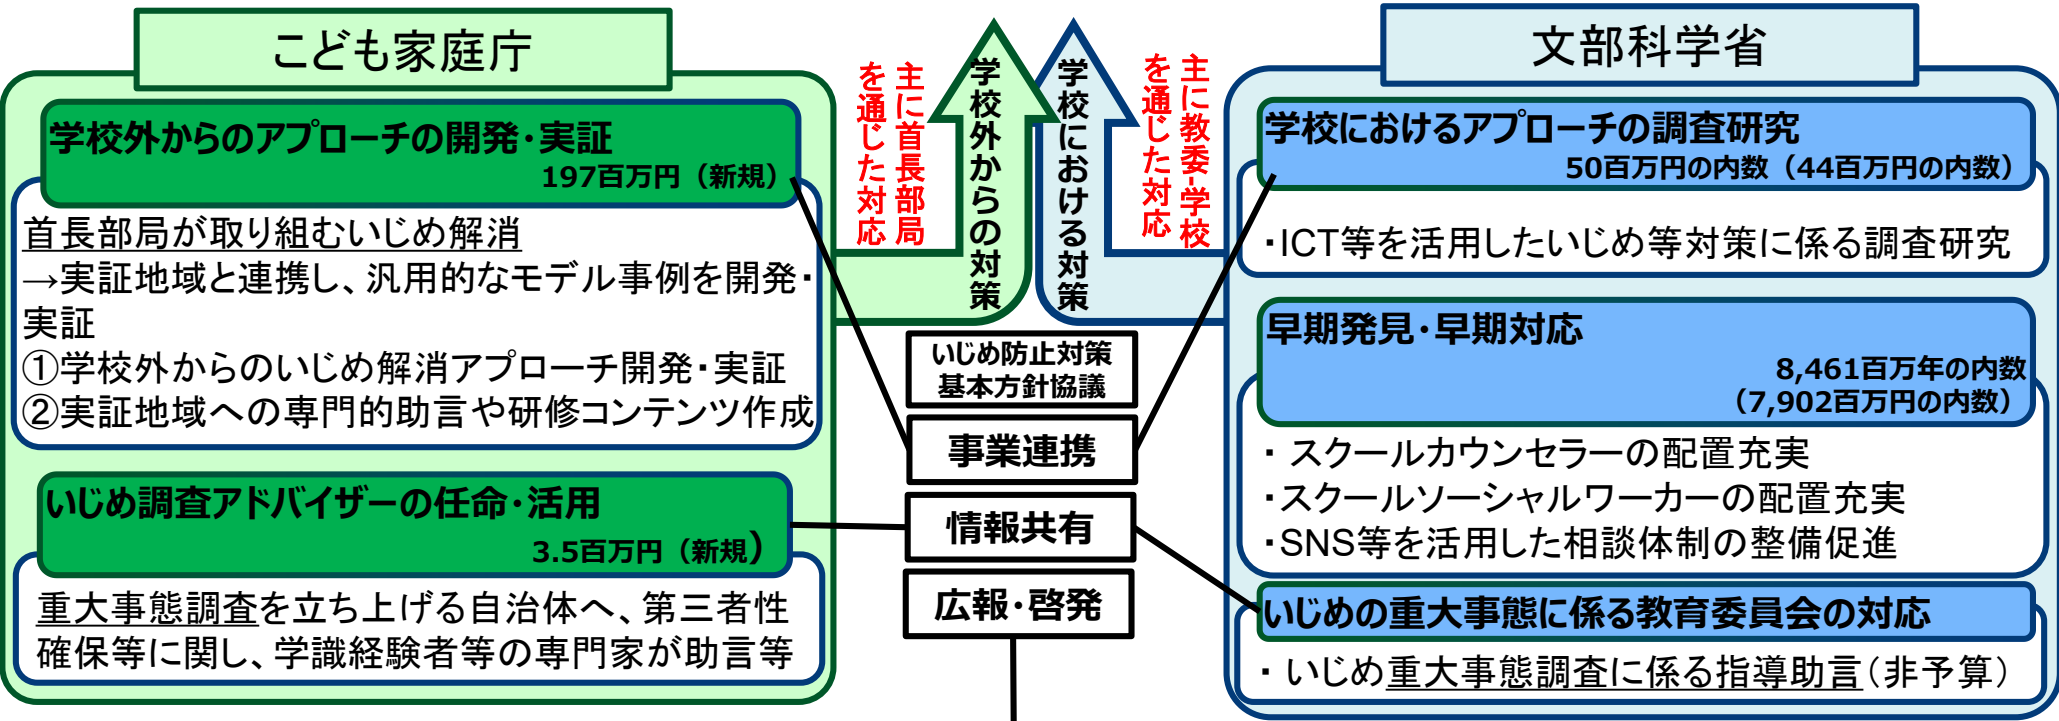 こども家庭庁
学校外からのアプローチの開発・実証
197百万円（新規）
首長部局が取り組むいじめ解消
→実証地域と連携し、汎用的なモデル事例を開発・
実証
①学校外からのいじめ解消アプローチ開発・実証
②実証地域への専門的助言や研修コンテンツ作成
いじめ調査アドバイザーの任命・活用
3.5百万円（新規）
重大事態調査を立ち上げる自治体へ、第三者性
確保等に関し、学識経験者等の専門家が助言等
主に首長部局
を通じた対応
学校外からの対策
学校における対策
主に教委・学校
を通じた対応
いじめ防止対策
基本方針協議
事業連携
情報共有
広報・啓発
文部科学省
学校におけるアプローチの調査研究
50百万円の内数（44百万円の内数）
・ICT等を活用したいじめ等対策に係る調査研究
早期発見・早期対応
8,461百万年の内数
（7,902百万円の内数）
・ スクールカウンセラーの配置充実
・スクールソーシャルワーカーの配置充実
・SNS等を活用した相談体制の整備促進
いじめの重大事態に係る教育委員会の対応
・ いじめ重大事態調査に係る指導助言（非予算）